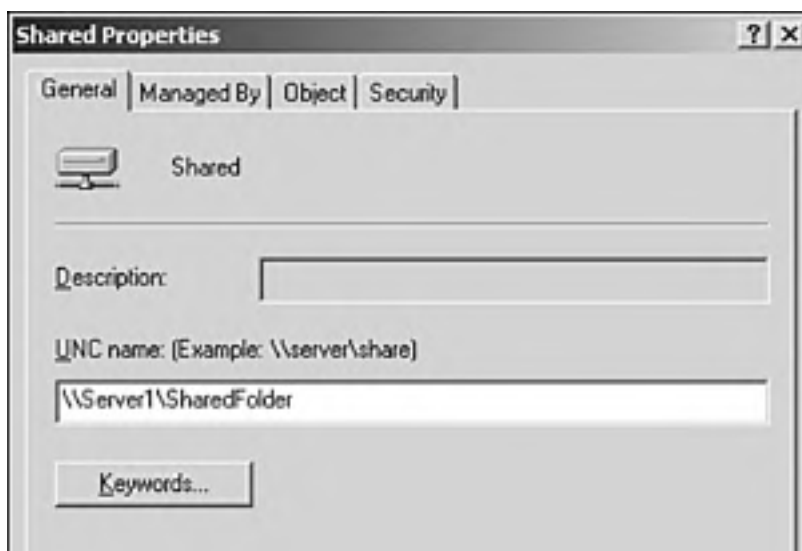 Shared Properties
? X
General Managed By Object Security
Shared
Description:
UNC name: (Example: \\server\share)
\\Server1\SharedFolder
Keywords...